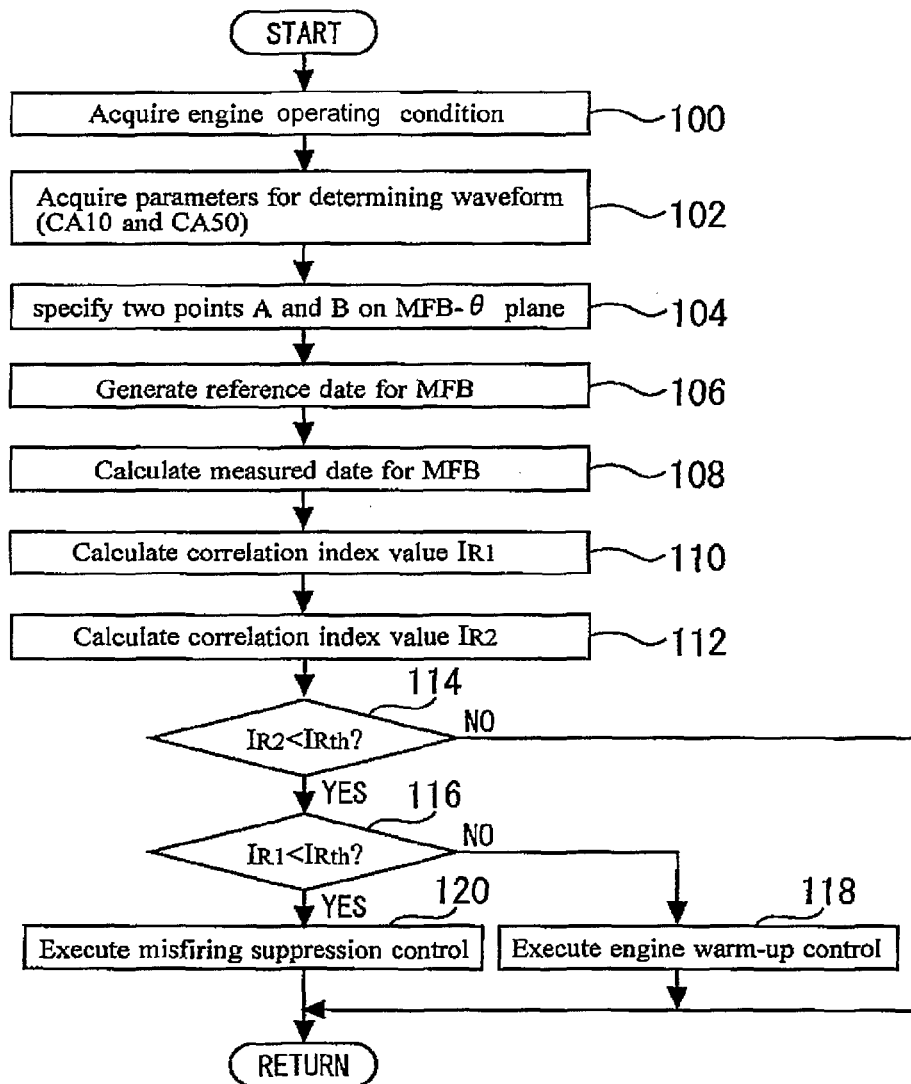 START
Acquire engine operating condition
100
Acquire parameters for determining waveform
(CA10 and CA50)
102
specify two points A and B on MFB-θ plane
104
Generate reference date for MFB
106
Calculate measured date for MFB
108
Calculate correlation index value IR1
110
Calculate correlation index value IR2
112
114
IR2<IRth?
NO
YES
116
IR1<IRth?
NO
YES
120
118
Execute misfiring suppression control
Execute engine warm-up control
RETURN